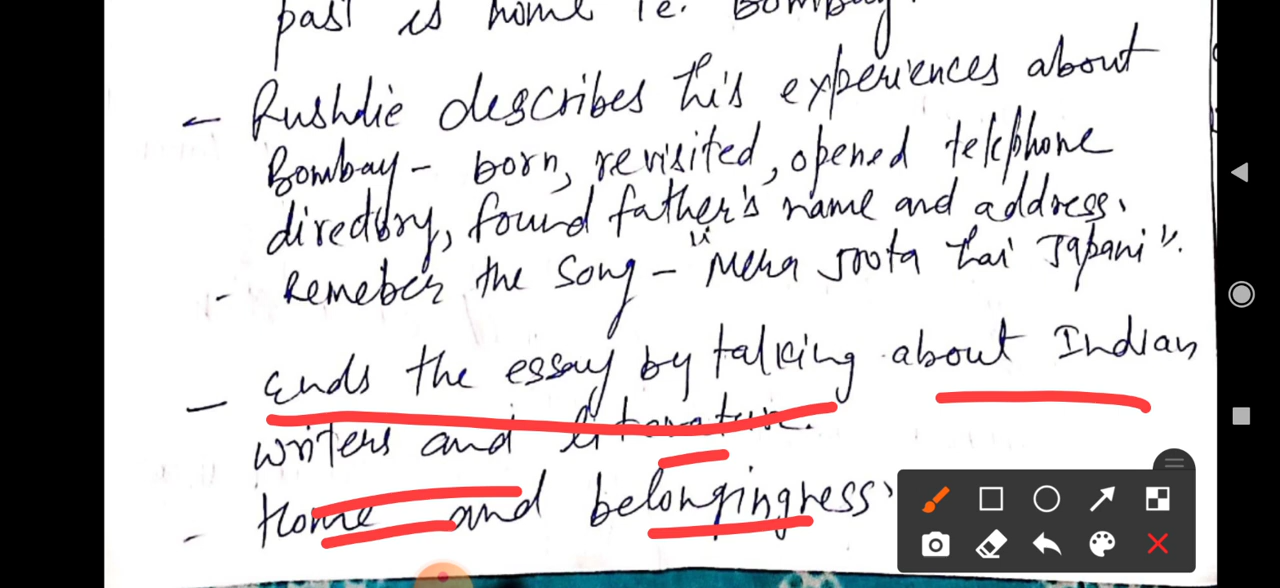 past is home ie. Bombay.
- Rushdie describes his experiences about
Bombay - born, revisited, opened telephone
directory, found father's name and address.
- Remeber the song - "Mera Joota hai Japani".
- Ends the essay by talking about Indian
writers and literature.
- Home and belongingness.